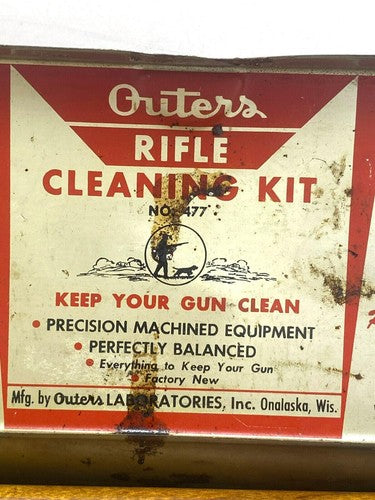 Outers
RIFLE
CLEANING KIT
NO. 477
KEEP YOUR GUN CLEAN
• PRECISION MACHINED EQUIPMENT
• PERFECTLY BALANCED
• Everything to Keep Your Gun
• Factory New
Mfg. by Outers LABORATORIES, Inc. Onalaska, Wis.